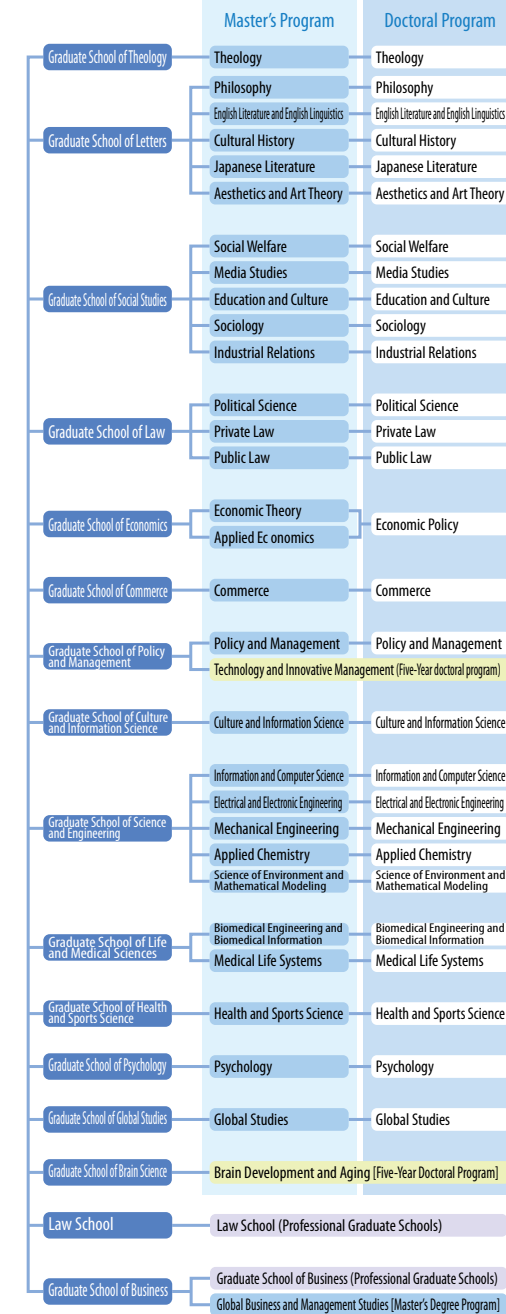 Master's Program
Doctoral Program
Graduate School of Theology
Theology
Theology
Graduate School of Letters
Philosophy
Philosophy
English Literature and English Linguistics
English Literature and English Linguistics
Cultural History
Cultural History
Japanese Literature
Japanese Literature
Aesthetics and Art Theory
Aesthetics and Art Theory
Graduate School of Social Studies
Social Welfare
Social Welfare
Media Studies
Media Studies
Education and Culture
Education and Culture
Sociology
Sociology
Industrial Relations
Industrial Relations
Graduate School of Law
Political Science
Political Science
Private Law
Private Law
Public Law
Public Law
Graduate School of Economics
Economic Theory
Applied Ec onomics
Economic Policy
Graduate School of Commerce
Commerce
Commerce
Graduate School of Policy
and Management
Policy and Management
Policy and Management
Technology and Innovative Management (Five-Year doctoral program)
Graduate School of Culture
and Information Science
Culture and Information Science
Culture and Information Science
Graduate School of Science
and Engineering
Information and Computer Science
Information and Computer Science
Electrical and Electronic Engineering
Electrical and Electronic Engineering
Mechanical Engineering
Mechanical Engineering
Applied Chemistry
Applied Chemistry
Science of Environment and
Mathematical Modeling
Science of Environment and
Mathematical Modeling
Graduate School of Life
and Medical Sciences
Biomedical Engineering and
Biomedical Information
Biomedical Engineering and
Biomedical Information
Medical Life Systems
Medical Life Systems
Graduate School of Health
and Sports Science
Health and Sports Science
Health and Sports Science
Graduate School of Psychology
Psychology
Psychology
Graduate School of Global Studies
Global Studies
Global Studies
Graduate School of Brain Science
Brain Development and Aging [Five-Year Doctoral Program]
Law School
Law School (Professional Graduate Schools)
Graduate School of Business
Graduate School of Business (Professional Graduate Schools)
Global Business and Management Studies [Master's Degree Program]